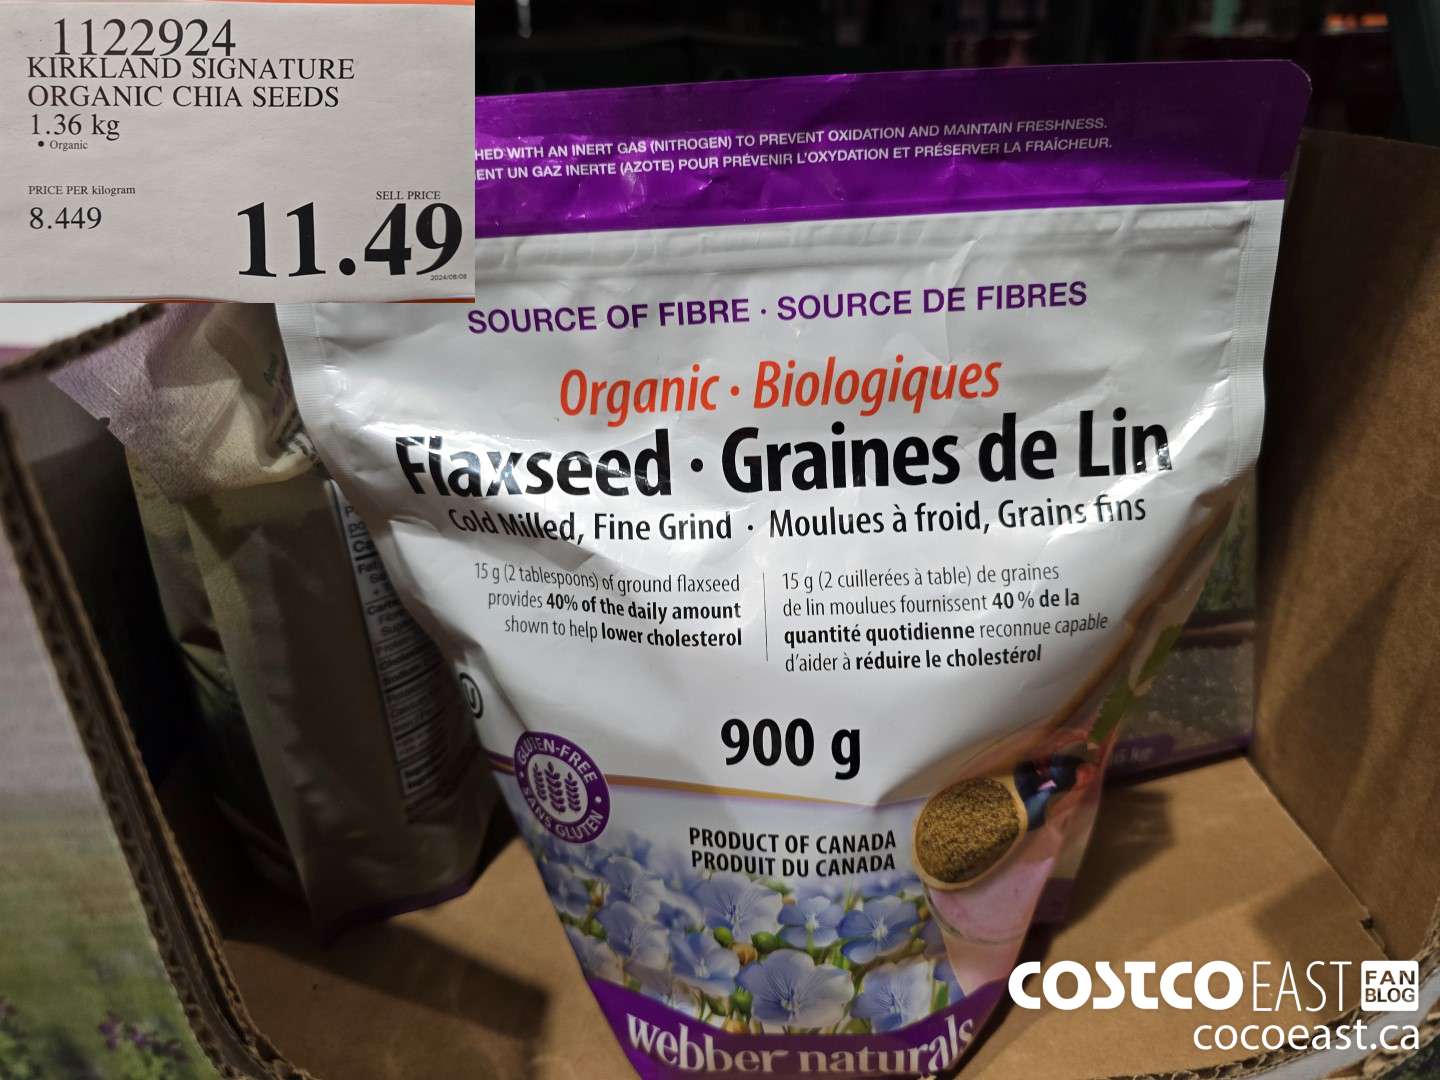 1122924
KIRKLAND SIGNATURE
ORGANIC CHIA SEEDS
1.36 kg
• Organic
PRICE PER kilogram
8.449
SELL PRICE
11.49
2024/08/08
HED WITH AN INERT GAS (NITROGEN) TO PREVENT OXIDATION AND MAINTAIN FRESHNESS.
ENT UN GAZ INERTE (AZOTE) POUR PRÉVENIR L'OXYDATION ET PRÉSERVER LA FRAÎCHEUR.
SOURCE OF FIBRE · SOURCE DE FIBRES
Organic · Biologiques
Flaxseed · Graines de Lin
Cold Milled, Fine Grind · Moulues à froid, Grains fins
15 g (2 tablespoons) of ground flaxseed
provides 40% of the daily amount
shown to help lower cholesterol
15 g (2 cuillerées à table) de graines
de lin moulues fournissent 40 % de la
quantité quotidienne reconnue capable
d'aider à réduire le cholestérol
900 g
GLUTEN-FREE
SANS GLUTEN
PRODUCT OF CANADA
PRODUIT DU CANADA
webber naturals
COSTCO EAST FAN BLOG
cocoeast.ca